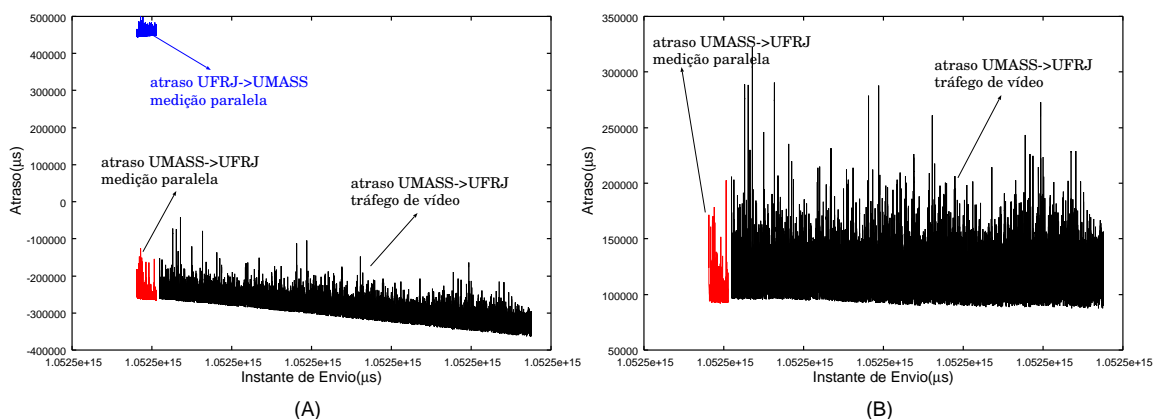 500000
400000
300000
200000
100000
0
-100000
-200000
-300000
-400000
Atraso(µs)
atraso UFRJ->UMASS
medição paralela
atraso UMASS->UFRJ
medição paralela
atraso UMASS->UFRJ
tráfego de vídeo
1.0525e+15 1.0525e+15 1.0525e+15 1.0525e+15 1.0525e+15 1.0525e+15 1.0525e+15
Instante de Envio(µs)
(A)
350000
300000
250000
200000
150000
100000
50000
Atraso(µs)
atraso UMASS->UFRJ
medição paralela
atraso UMASS->UFRJ
tráfego de vídeo
1.0525e+15 1.0525e+15 1.0525e+15 1.0525e+15 1.0525e+15 1.0525e+15 1.0525e+15
Instante de Envio(µs)
(B)